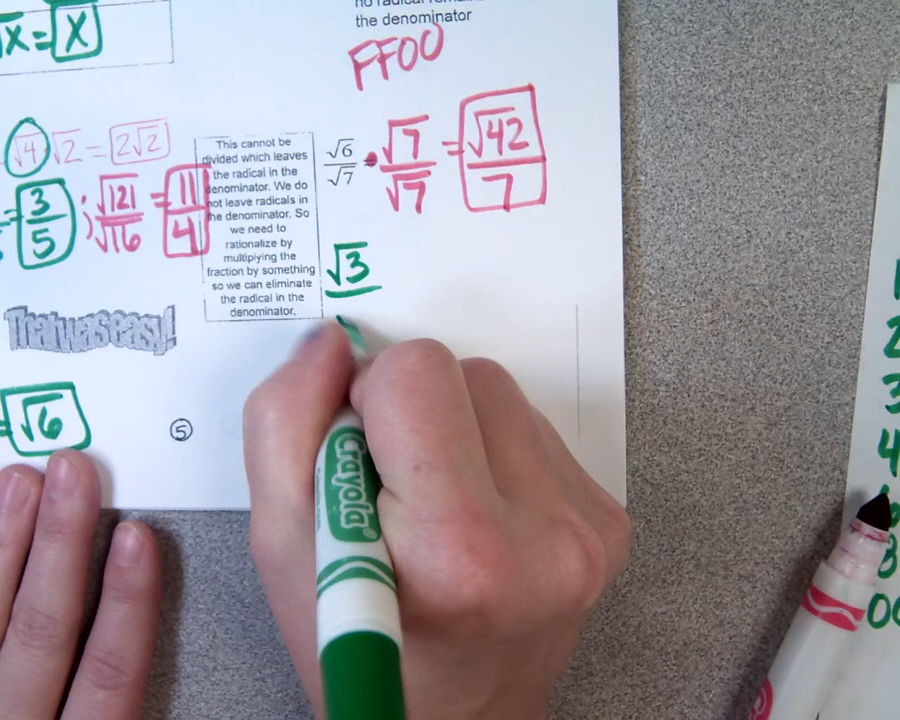 the denominator
FFOO
√x = x
√4 · √2 = 2√2
= 3/5 ; √121/√16 = 11/4
This cannot be
divided which leaves
the radical in the
denominator. We do
not leave radicals in
the denominator. So
we need to
rationalize by
multiplying the
fraction by something
so we can eliminate
the radical in the
denominator.
√6/√7 • √7/√7 = √42/7
√3
That was easy!
= √6
5
Crayola
2
3
4